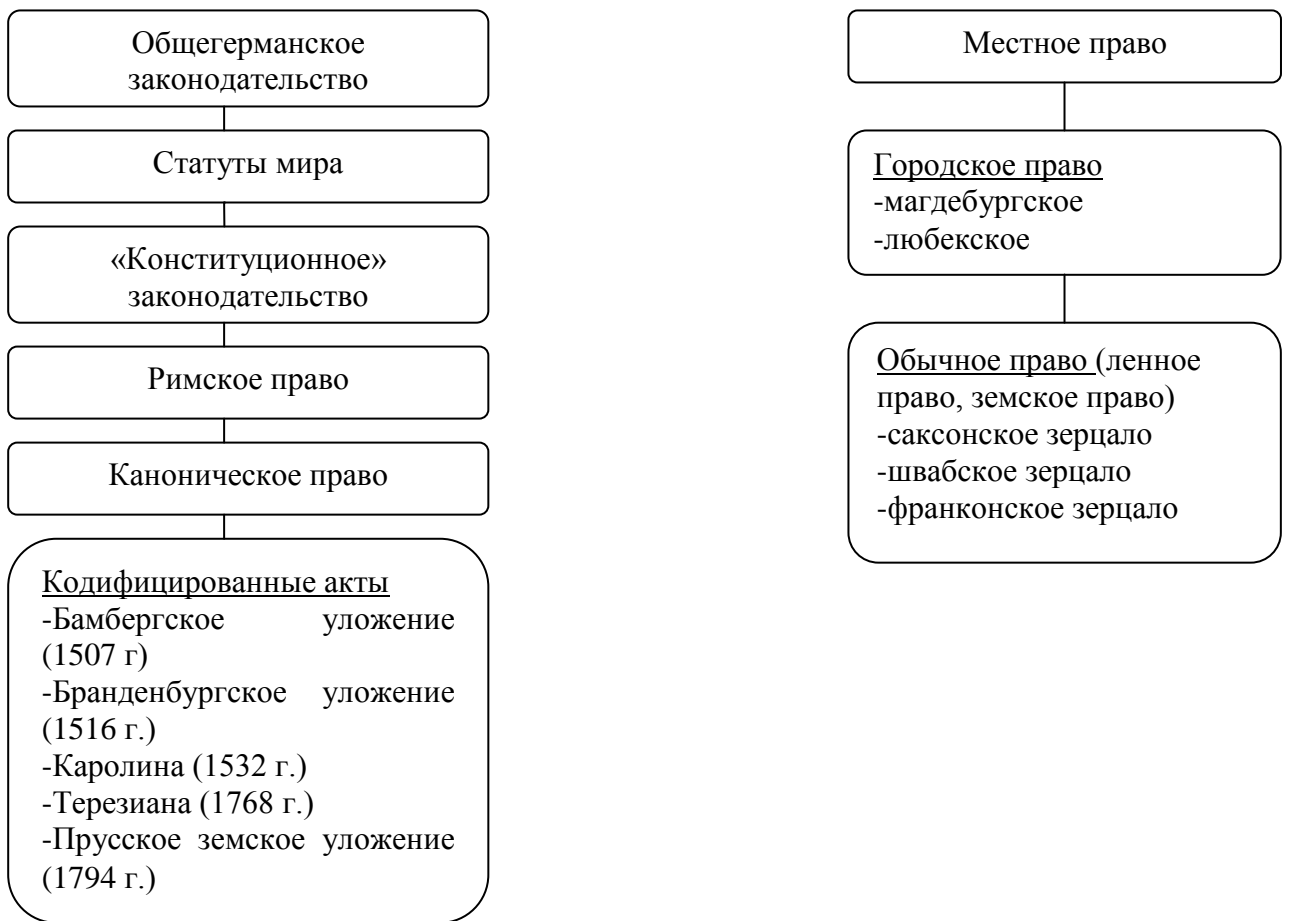 Общегерманское
законодательство
Статуты мира
«Конституционное»
законодательство
Римское право
Каноническое право
Кодифицированные акты
-Бамбергское уложение
(1507 г)
-Бранденбургское уложение
(1516 г.)
-Каролина (1532 г.)
-Терезиана (1768 г.)
-Прусское земское уложение
(1794 г.)
Местное право
Городское право
-магдебургское
-любекское
Обычное право (ленное
право, земское право)
-саксонское зерцало
-швабское зерцало
-франконское зерцало